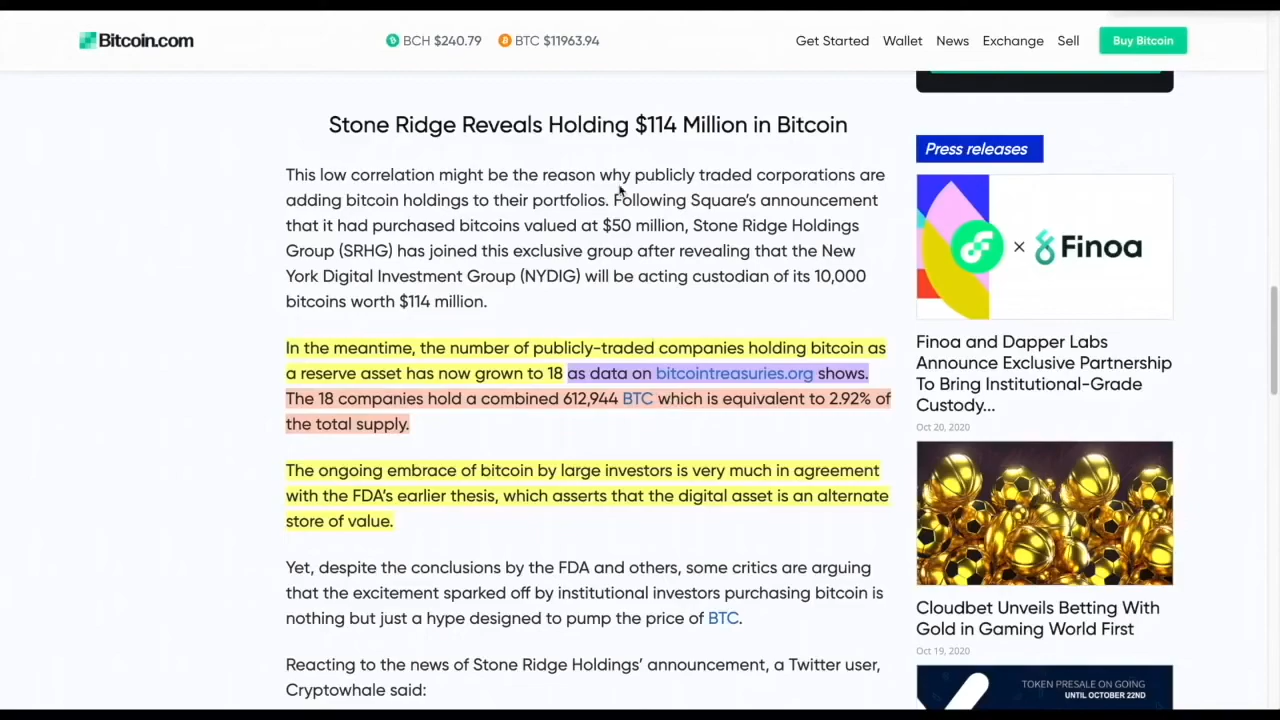 Bitcoin.com
BCH $240.79
BTC $11963.94
Get Started
Wallet
News
Exchange
Sell
Buy Bitcoin
Stone Ridge Reveals Holding $114 Million in Bitcoin
This low correlation might be the reason why publicly traded corporations are
adding bitcoin holdings to their portfolios. Following Square's announcement
that it had purchased bitcoins valued at $50 million, Stone Ridge Holdings
Group (SRHG) has joined this exclusive group after revealing that the New
York Digital Investment Group (NYDIG) will be acting custodian of its 10,000
bitcoins worth $114 million.
In the meantime, the number of publicly-traded companies holding bitcoin as
a reserve asset has now grown to 18 as data on bitcointreasuries.org shows.
The 18 companies hold a combined 612,944 BTC which is equivalent to 2.92% of
the total supply.
The ongoing embrace of bitcoin by large investors is very much in agreement
with the FDA's earlier thesis, which asserts that the digital asset is an alternate
store of value.
Yet, despite the conclusions by the FDA and others, some critics are arguing
that the excitement sparked off by institutional investors purchasing bitcoin is
nothing but just a hype designed to pump the price of BTC.
Reacting to the news of Stone Ridge Holdings' announcement, a Twitter user,
Cryptowhale said:
Press releases
× Finoa
Finoa and Dapper Labs
Announce Exclusive Partnership
To Bring Institutional-Grade
Custody...
Oct 20, 2020
Cloudbet Unveils Betting With
Gold in Gaming World First
Oct 19, 2020
TOKEN PRESALE ON GOING
UNTIL OCTOBER 22ND